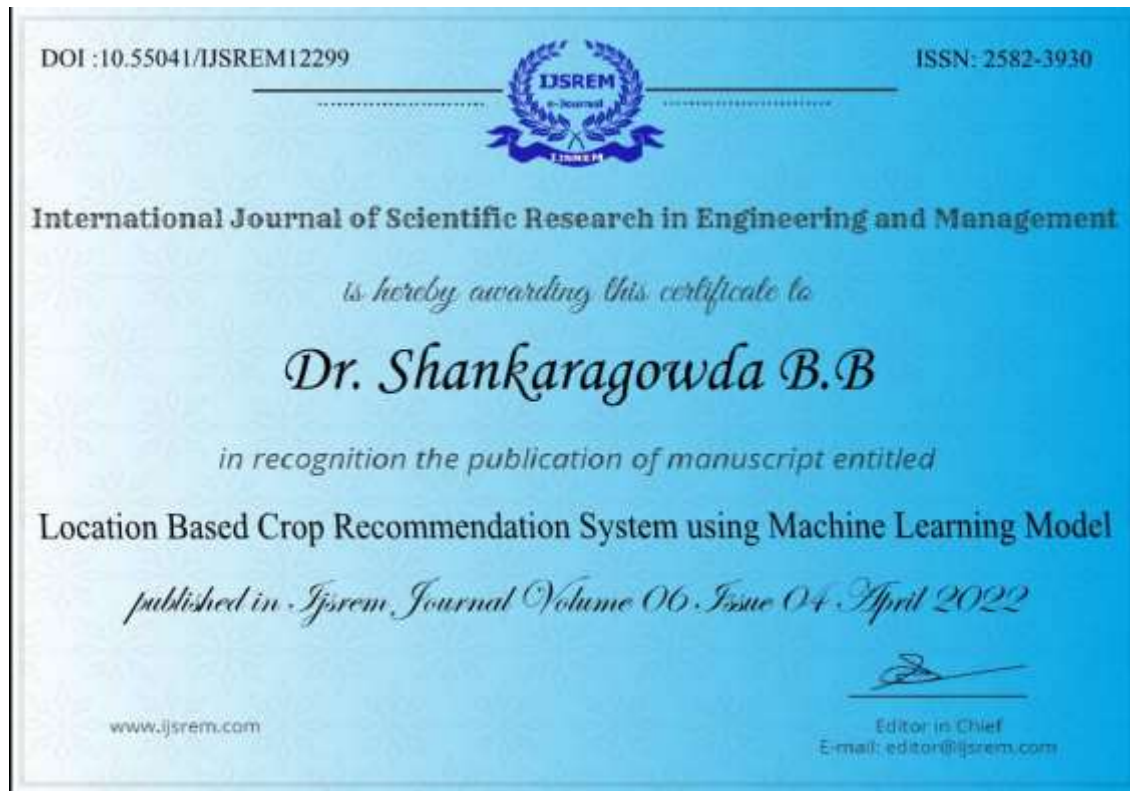 DOI :10.55041/IJSREM12299
ISSN: 2582-3930
IJSREM
e-Journal
IJSREM
International Journal of Scientific Research in Engineering and Management
is hereby awarding this certificate to
Dr. Shankaragowda B.B
in recognition the publication of manuscript entitled
Location Based Crop Recommendation System using Machine Learning Model
published in Ijsrem Journal Volume 06 Issue 04 April 2022
www.ijsrem.com
Editor in Chief
E-mail: editor@ijsrem.com